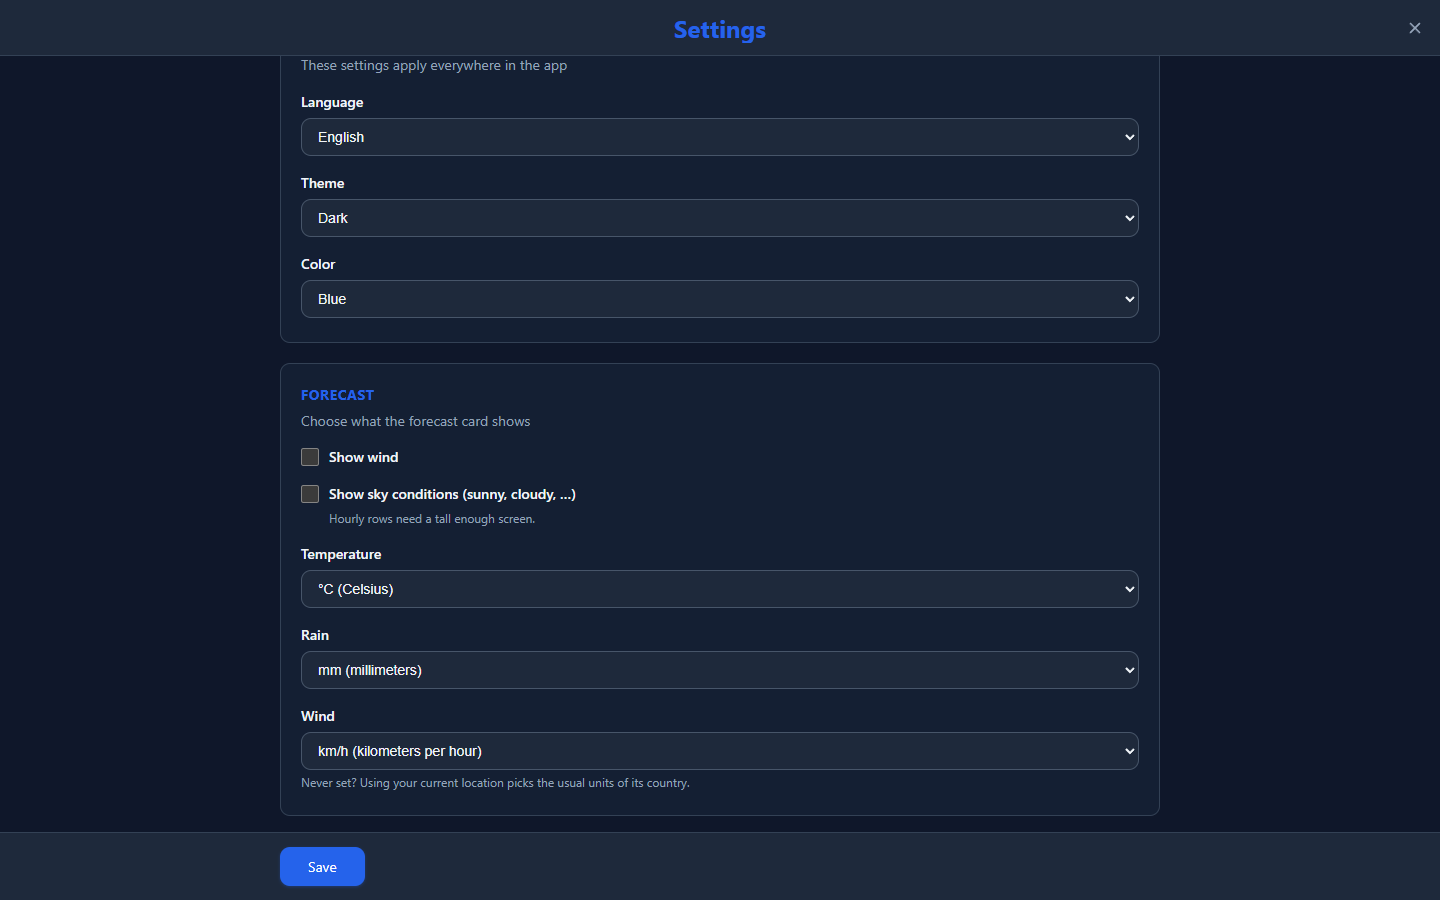 Settings
×
These settings apply everywhere in the app
Language
English
Theme
Dark
Color
Blue
FORECAST
Choose what the forecast card shows
Show wind
Show sky conditions (sunny, cloudy, ...)
Hourly rows need a tall enough screen.
Temperature
°C (Celsius)
Rain
mm (millimeters)
Wind
km/h (kilometers per hour)
Never set? Using your current location picks the usual units of its country.
Save